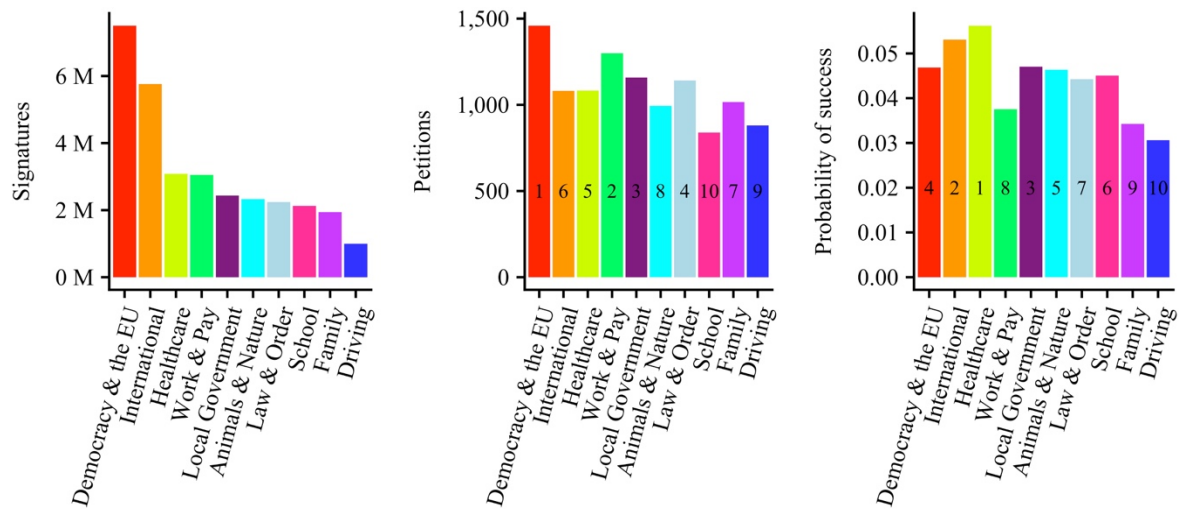 Signatures
6 M
4 M
2 M
0 M
Democracy & the EU
International
Healthcare
Work & Pay
Local Government
Animals & Nature
Law & Order
School
Family
Driving
Petitions
1,500
1,000
500
0
1 6 5 2 3 8 4 10 7 9
Democracy & the EU
International
Healthcare
Work & Pay
Local Government
Animals & Nature
Law & Order
School
Family
Driving
Probability of success
0.05
0.04
0.03
0.02
0.01
0.00
4 2 1 8 3 5 7 6 9 10
Democracy & the EU
International
Healthcare
Work & Pay
Local Government
Animals & Nature
Law & Order
School
Family
Driving